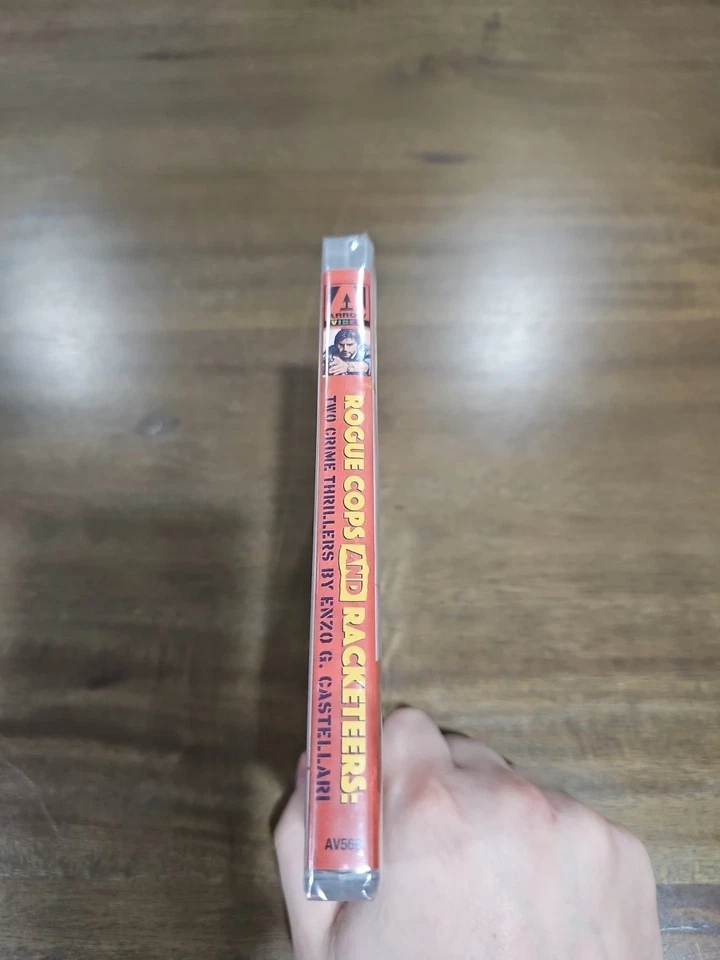 ARROW
VIDEO
ROGUE COPS AND RACKETEERS:
TWO CRIME THRILLERS BY ENZO G. CASTELLARI